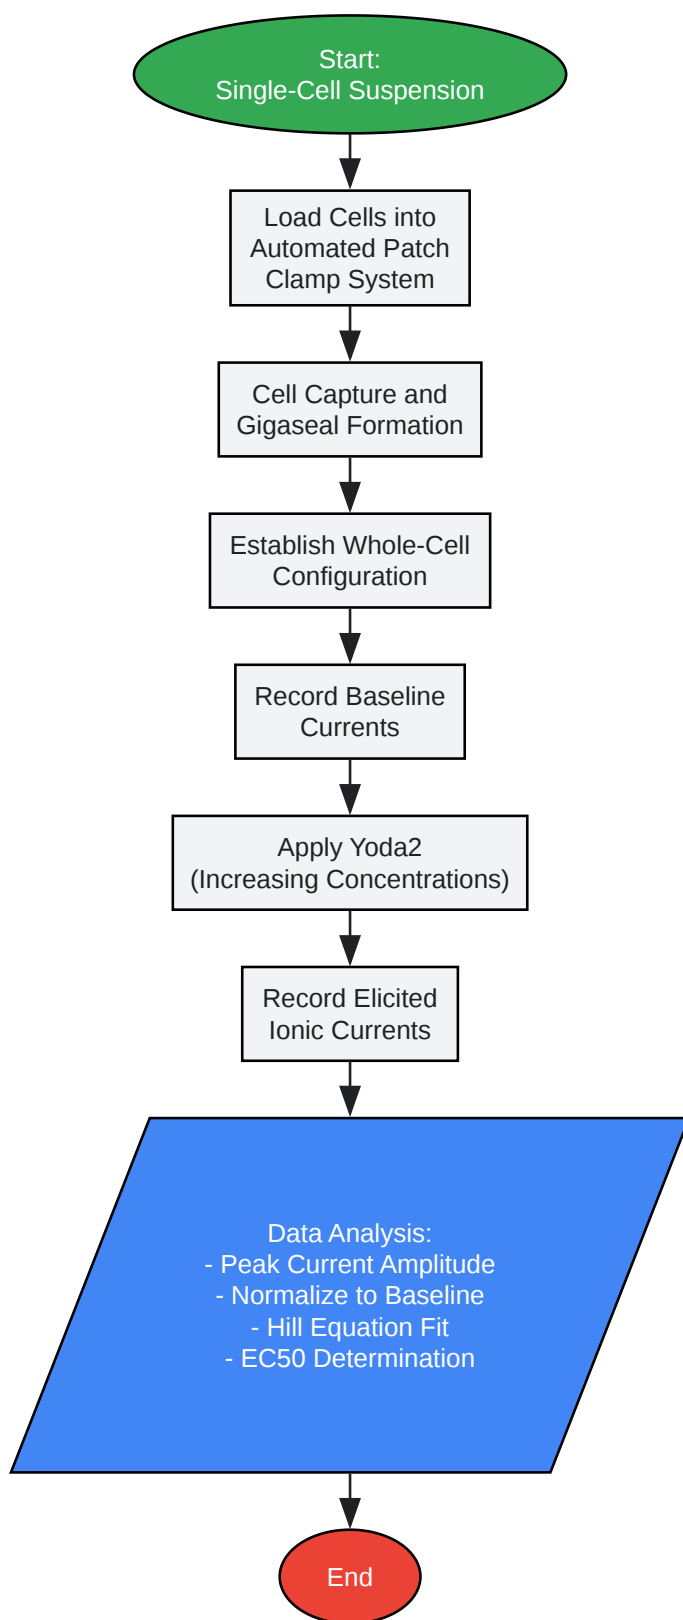 Start:
Single-Cell Suspension
Load Cells into
Automated Patch
Clamp System
Cell Capture and
Gigaseal Formation
Establish Whole-Cell
Configuration
Record Baseline
Currents
Apply Yoda2
(Increasing Concentrations)
Record Elicited
Ionic Currents
Data Analysis:
- Peak Current Amplitude
- Normalize to Baseline
- Hill Equation Fit
- EC50 Determination
End